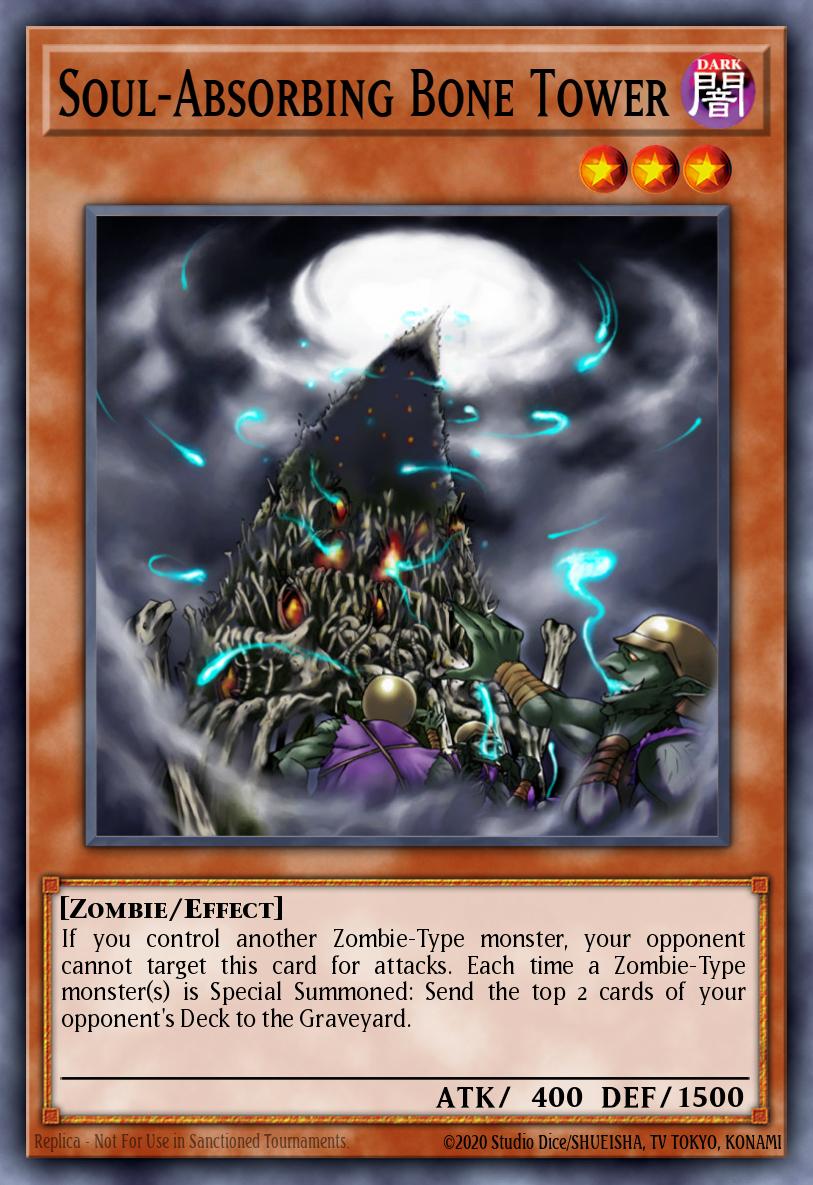 Soul-Absorbing Bone Tower
DARK
闇
[Zombie/Effect]
If you control another Zombie-Type monster, your opponent
cannot target this card for attacks. Each time a Zombie-Type
monster(s) is Special Summoned: Send the top 2 cards of your
opponent's Deck to the Graveyard.
ATK/ 400 DEF/1500
Replica - Not For Use in Sanctioned Tournaments.
©2020 Studio Dice/SHUEISHA, TV TOKYO, KONAMI